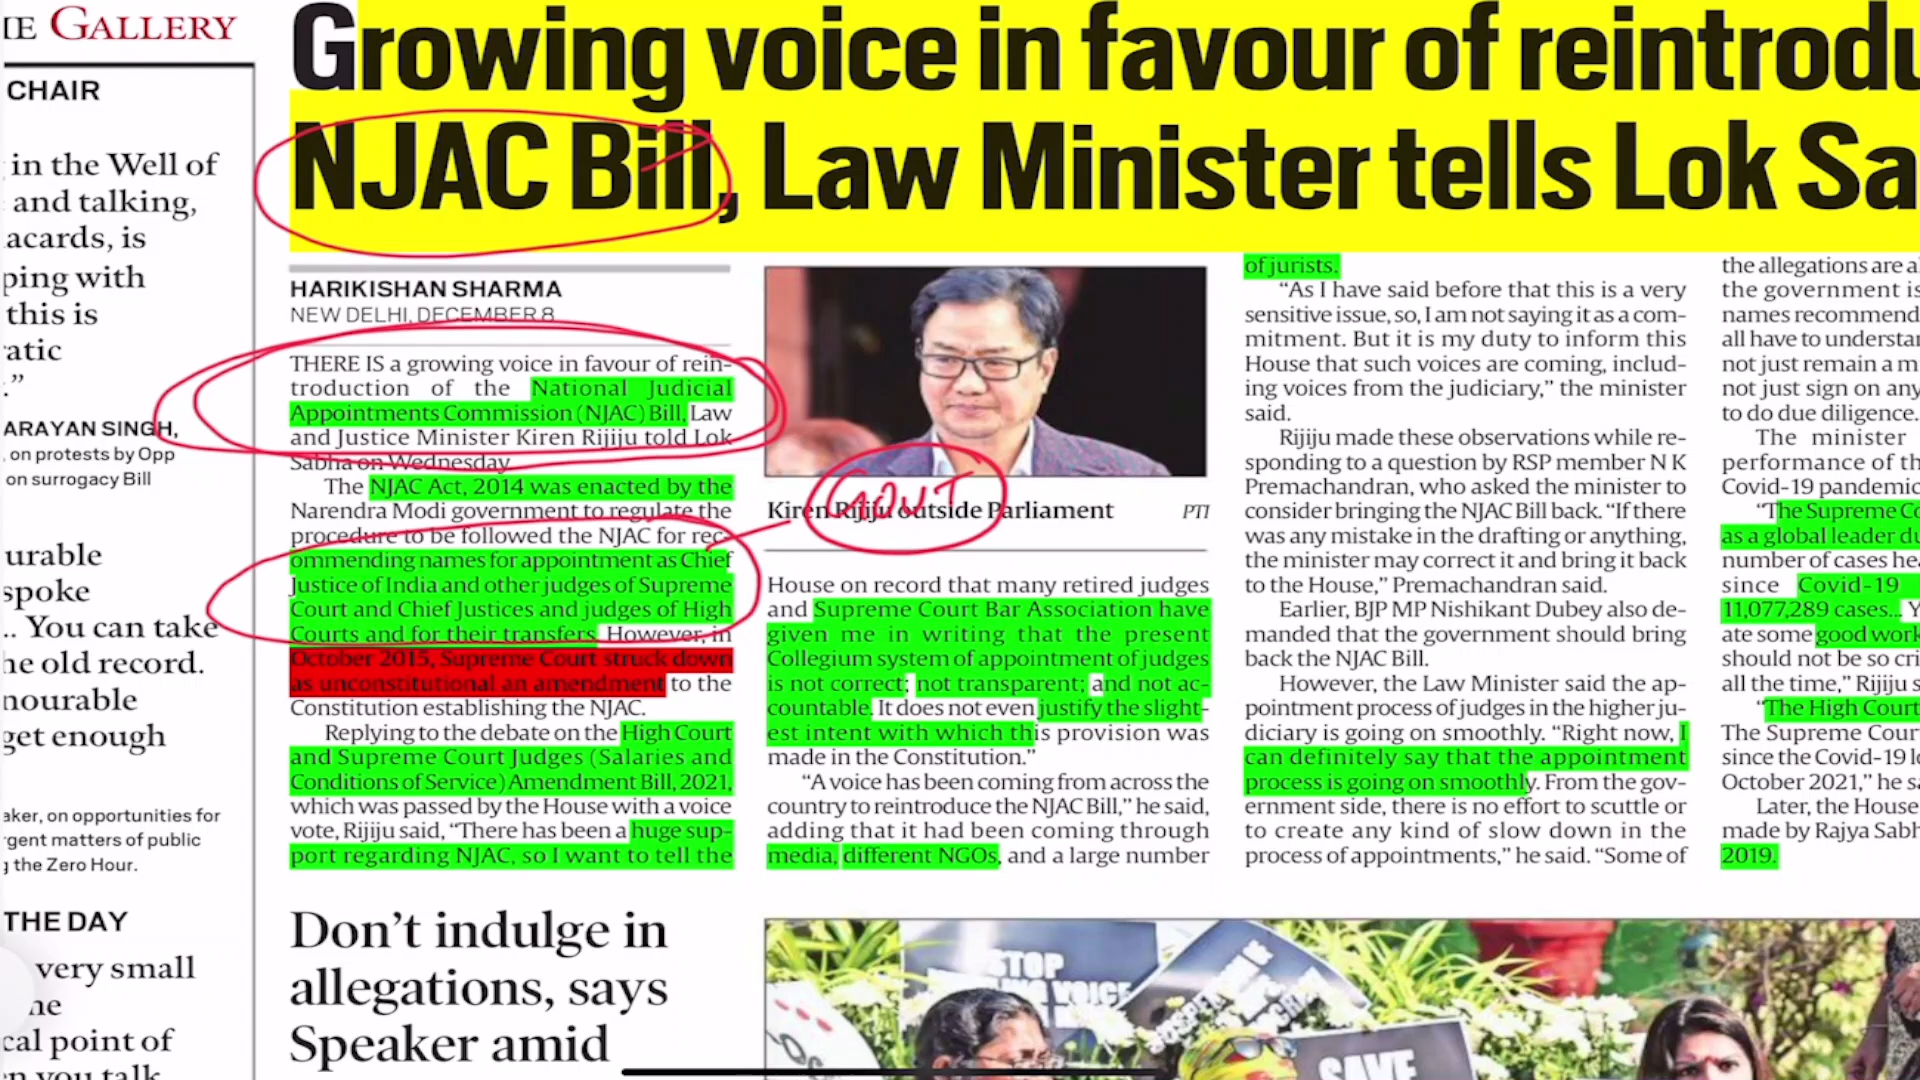 THE GALLERY
CHAIR
in the Well of
and talking,
acards, is
ping with
this is
atic
.”
ARAYAN SINGH,
on protests by Opp
on surrogacy Bill
urable
spoke
.. You can take
he old record.
nourable
get enough
aker, on opportunities for
rgent matters of public
g the Zero Hour.
THE DAY
very small
ne
cal point of
n you talk
Growing voice in favour of reintrodu
NJAC Bill, Law Minister tells Lok Sa
HARIKISHAN SHARMA
NEW DELHI, DECEMBER 8
THERE IS a growing voice in favour of rein-
troduction of the National Judicial
Appointments Commission (NJAC) Bill, Law
and Justice Minister Kiren Rijiju told Lok
Sabha on Wednesday.
The NJAC Act, 2014 was enacted by the
Narendra Modi government to regulate the
procedure to be followed the NJAC for rec-
ommending names for appointment as Chief
Justice of India and other judges of Supreme
Court and Chief Justices and judges of High
Courts and for their transfers. However, in
October 2015, Supreme Court struck down
as unconstitutional an amendment to the
Constitution establishing the NJAC.
Replying to the debate on the High Court
and Supreme Court Judges (Salaries and
Conditions of Service) Amendment Bill, 2021,
which was passed by the House with a voice
vote, Rijiju said, “There has been a huge sup-
port regarding NJAC, so I want to tell the
GOVT
Kiren Rijiju outside Parliament
PTI
House on record that many retired judges
and Supreme Court Bar Association have
given me in writing that the present
Collegium system of appointment of judges
is not correct; not transparent; and not ac-
countable. It does not even justify the slight-
est intent with which this provision was
made in the Constitution.”
“A voice has been coming from across the
country to reintroduce the NJAC Bill,” he said,
adding that it had been coming through
media, different NGOs, and a large number
of jurists.
“As I have said before that this is a very
sensitive issue, so, I am not saying it as a com-
mitment. But it is my duty to inform this
House that such voices are coming, includ-
ing voices from the judiciary,” the minister
said.
Rijiju made these observations while re-
sponding to a question by RSP member N K
Premachandran, who asked the minister to
consider bringing the NJAC Bill back. “If there
was any mistake in the drafting or anything,
the minister may correct it and bring it back
to the House,” Premachandran said.
Earlier, BJP MP Nishikant Dubey also de-
manded that the government should bring
back the NJAC Bill.
However, the Law Minister said the ap-
pointment process of judges in the higher ju-
diciary is going on smoothly. “Right now, I
can definitely say that the appointment
process is going on smoothly. From the gov-
ernment side, there is no effort to scuttle or
to create any kind of slow down in the
process of appointments,” he said. “Some of
the allegations are a
the government is
names recommend
all have to understan
not just remain a m
not just sign on any
to do due diligence.
The minister
performance of th
Covid-19 pandemic
“The Supreme Co
as a global leader du
number of cases hea
since Covid-19
11,077,289 cases... Y
ate some good work
should not be so cri
all the time,” Rijiju s
“The High Court
The Supreme Cour
since the Covid-19 lo
October 2021,” he sa
Later, the House
made by Rajya Sabh
2019.
Don’t indulge in
allegations, says
Speaker amid
STOP
VOICE
SAVE